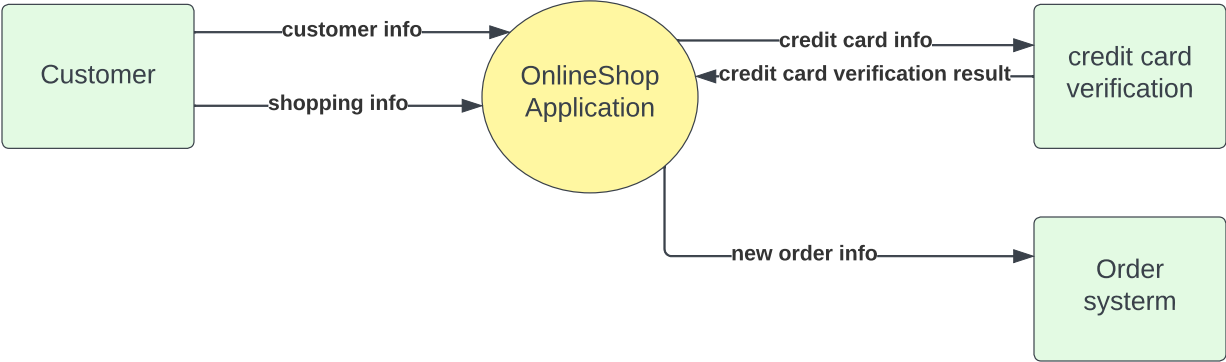 customer info
Customer
shopping info
OnlineShop
Application
credit card info
credit card verification result
credit card
verification
new order info
Order
systerm